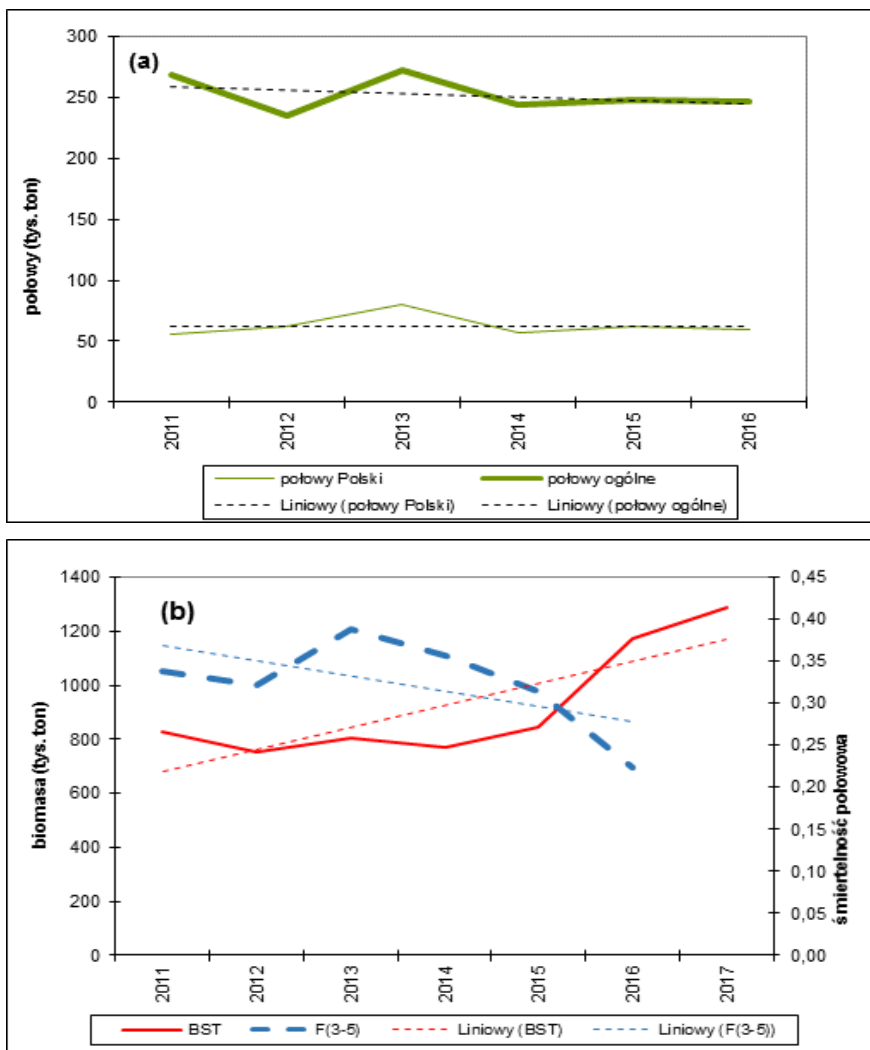 (a)
300
250
200
150
100
50
0
połowy (tys. ton)
2011 2012 2013 2014 2015 2016
połowy Polski połowy ogólne
Liniowy (połowy Polski) Liniowy (połowy ogólne)
(b)
1400
1200
1000
800
600
400
200
0
biomasa (tys. ton)
0,45
0,40
0,35
0,30
0,25
0,20
0,15
0,10
0,05
0,00
śmiertelność połowowa
2011 2012 2013 2014 2015 2016 2017
BST F(3-5) Liniowy (BST) Liniowy (F(3-5))